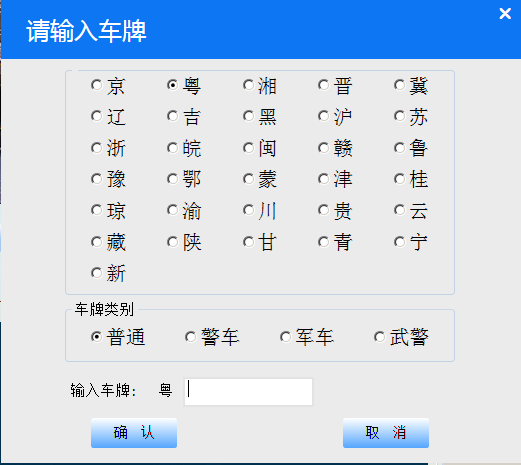 请输入车牌
京 粤 湘 晋 冀
辽 吉 黑 沪 苏
浙 皖 闽 赣 鲁
豫 鄂 蒙 津 桂
琼 渝 川 贵 云
藏 陕 甘 青 宁
新
车牌类别
普通 警车 军车 武警
输入车牌： 粤
确 认 取 消